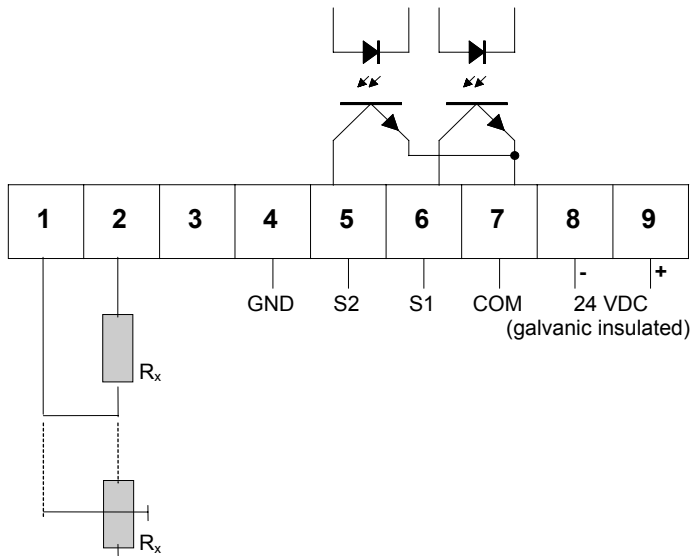 1 2 3 4 5 6 7 8 9
- +
GND S2 S1 COM 24 VDC
(galvanic insulated)
Rx
Rx